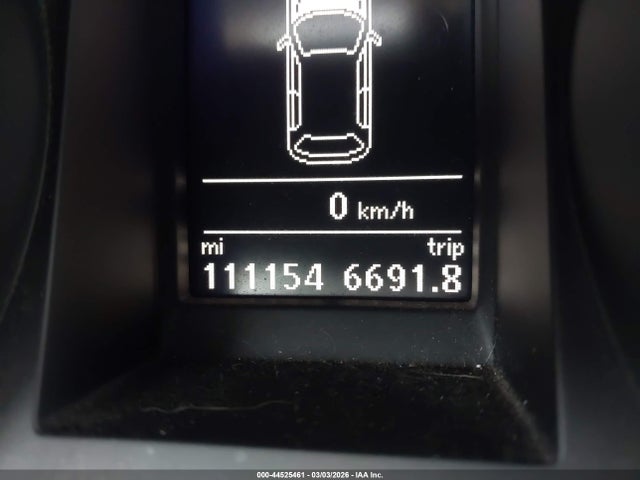 0 km/h
mi trip
111154 6691.8
000-44525461 - 03/03/2026 - IAA Inc.